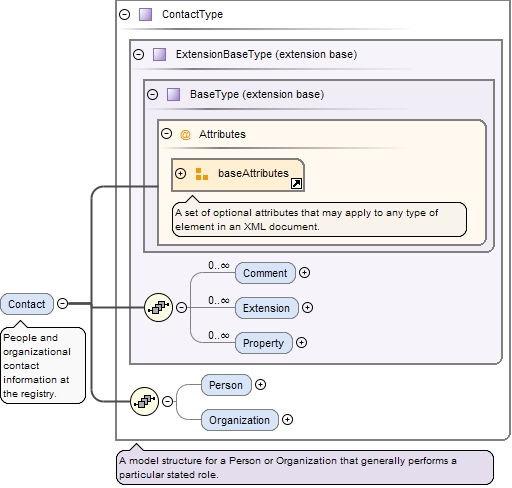 ContactType
ExtensionBaseType (extension base)
BaseType (extension base)
@ Attributes
baseAttributes
A set of optional attributes that may apply to any type of
element in an XML document.
0..∞
Comment
0..∞
Extension
0..∞
Property
Contact
People and
organizational
contact
information at
the registry.
Person
Organization
A model structure for a Person or Organization that generally performs a
particular stated role.